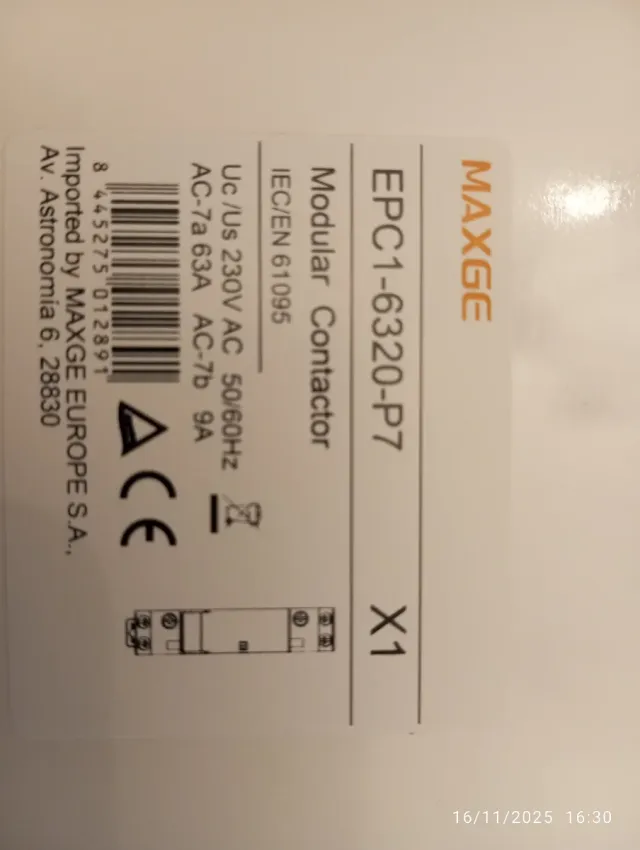 MAXGE
EPC1-6320-P7 X1
Modular Contactor
IEC/EN 61095
Uc /Us 230V AC 50/60Hz
AC-7a 63A AC-7b 9A
8 445275 012891
Imported by MAXGE EUROPE S.A.,
Av. Astronomía 6, 28830
16/11/2025 16:30